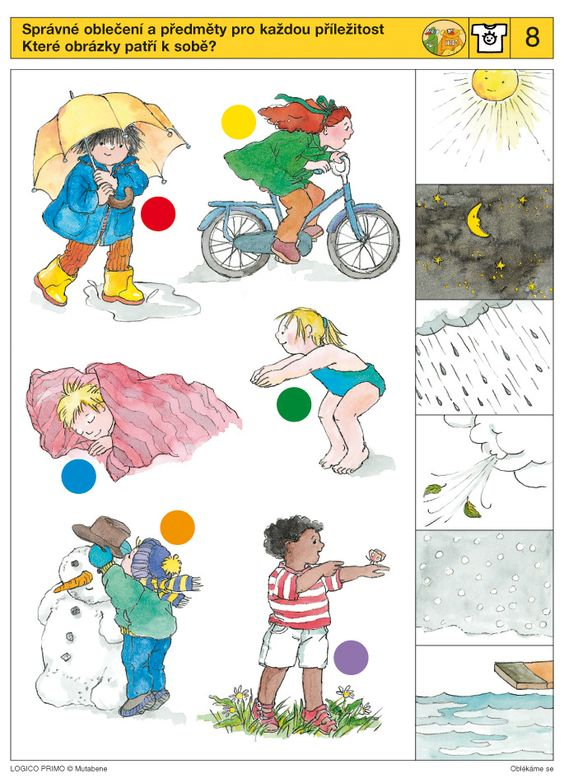 Správné oblečení a předměty pro každou příležitost
Které obrázky patří k sobě?
8
LOGICO PRIMO © Mutabene
Oblékáme se